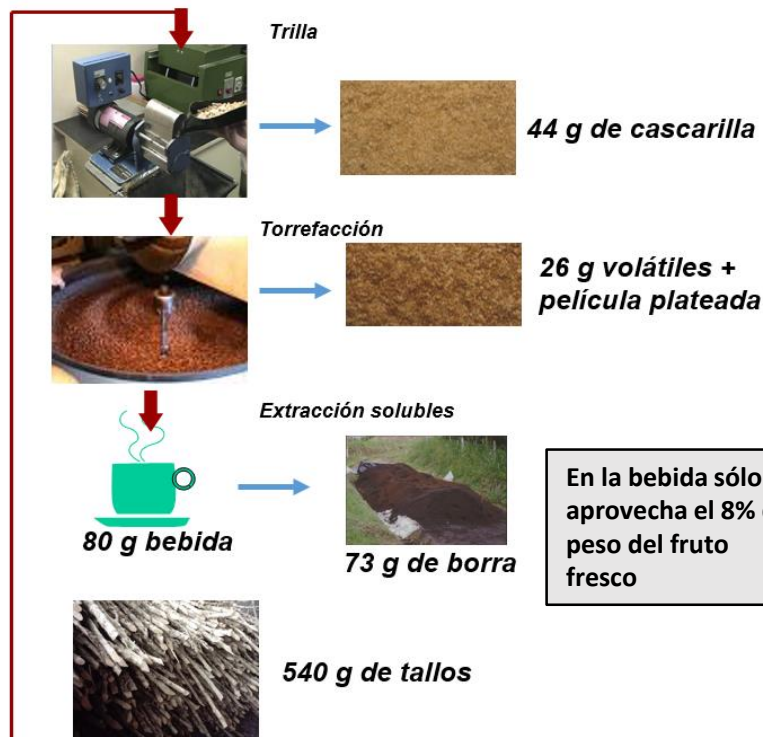 Trilla
44 g de cascarilla
Torrefacción
26 g volátiles +
película plateada
Extracción solubles
80 g bebida
73 g de borra
En la bebida sólo
aprovecha el 8%
peso del fruto
fresco
540 g de tallos